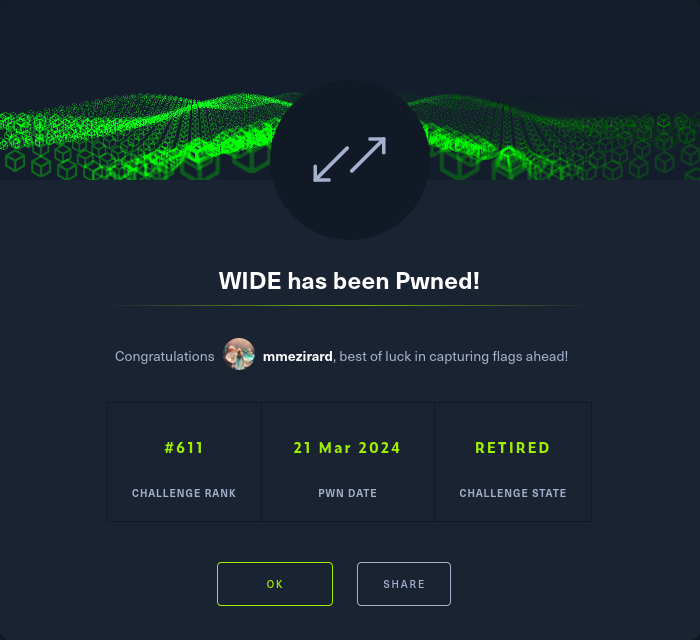 WIDE has been Pwned!
Congratulations mmezirard, best of luck in capturing flags ahead!
#611 21 Mar 2024 RETIRED
CHALLENGE RANK PWN DATE CHALLENGE STATE
OK SHARE